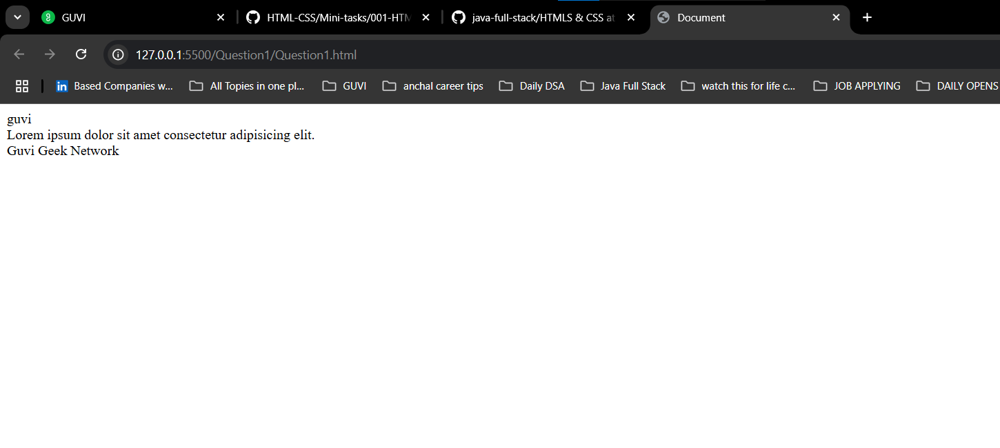 GUVI
HTML-CSS/Mini-tasks/001-HTM
java-full-stack/HTMLS & CSS at
Document
127.0.0.1:5500/Question1/Question1.html
in Based Companies w...
All Topies in one pl...
GUVI
anchal career tips
Daily DSA
Java Full Stack
watch this for life c...
JOB APPLYING
DAILY OPENS
guvi
Lorem ipsum dolor sit amet consectetur adipisicing elit.
Guvi Geek Network